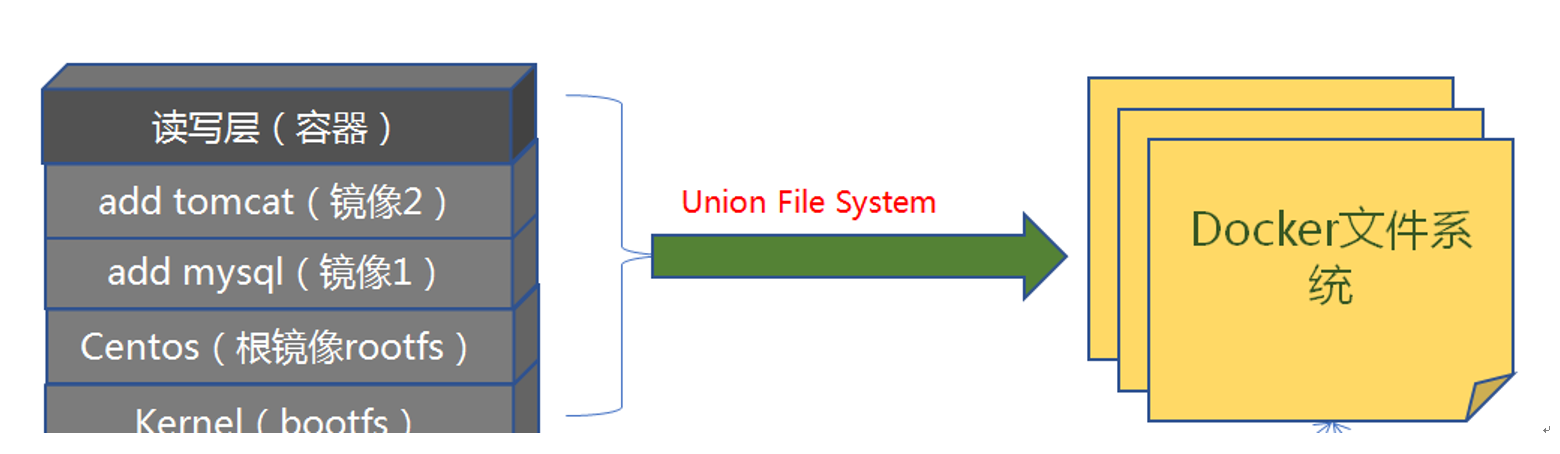 读写层（容器）
add tomcat（镜像2）
add mysql（镜像1）
Centos（根镜像rootfs）
Kernel（bootfs）
Union File System
Docker文件系
统